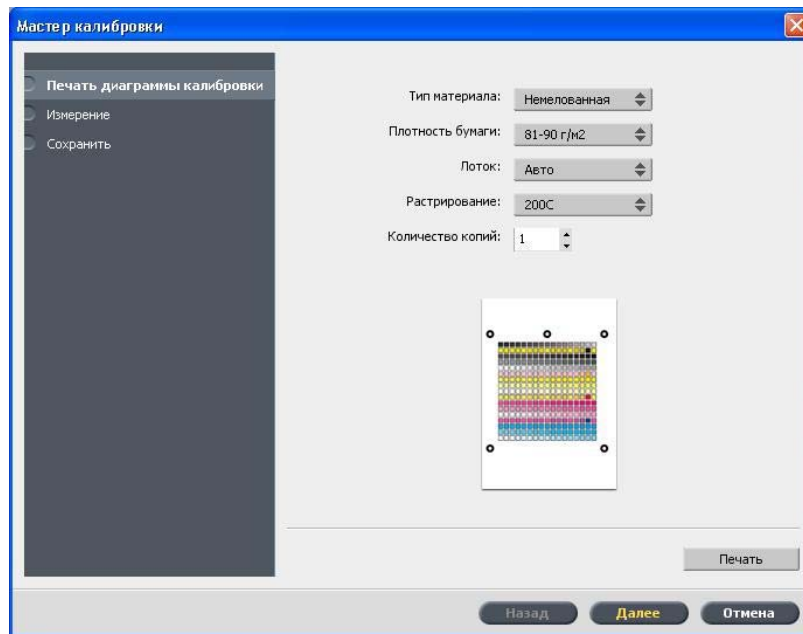 Мастер калибровки
Печать диаграммы калибровки
Измерение
Сохранить
Тип материала: Немелованная
Плотность бумаги: 81-90 г/м2
Лоток: Авто
Растрирование: 200C
Количество копий: 1
Печать
Назад Далее Отмена